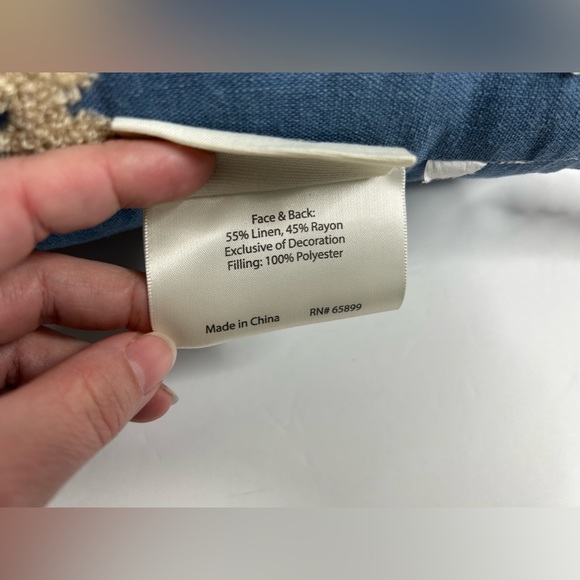 Face & Back:
55% Linen, 45% Rayon
Exclusive of Decoration
Filling: 100% Polyester
Made in China RN# 65899